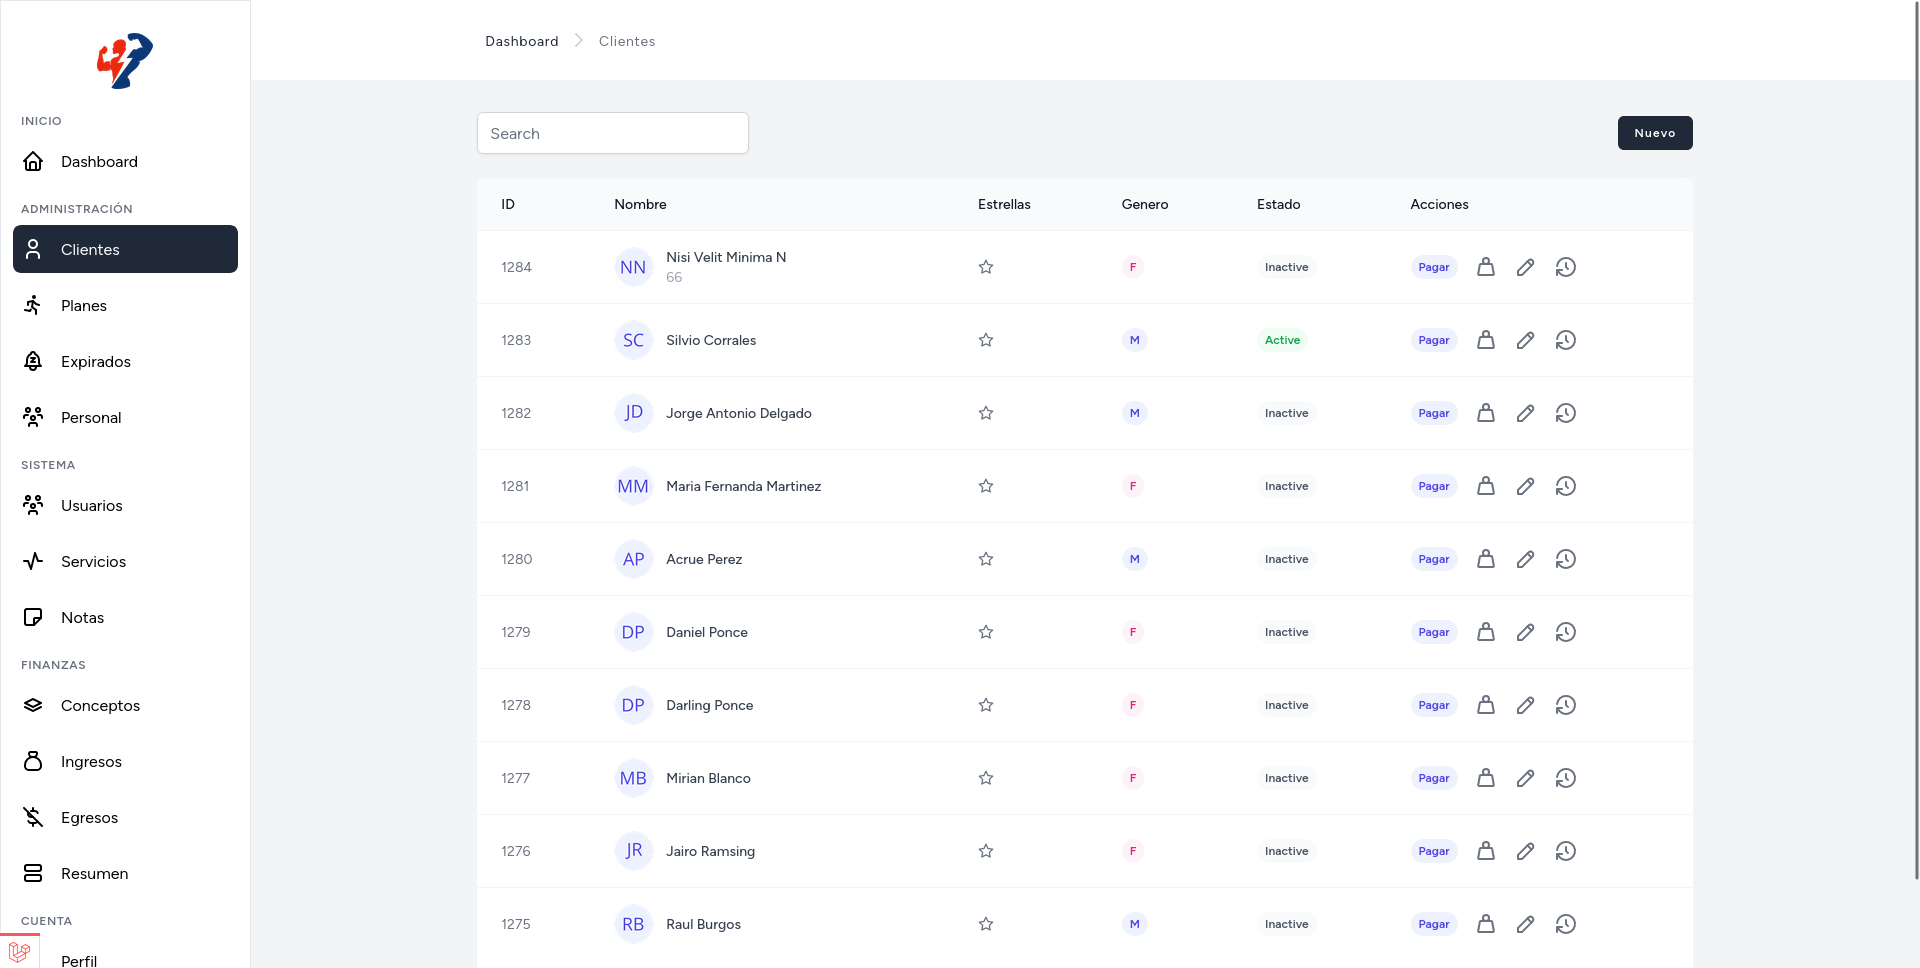 Dashboard
Clientes
INICIO
Dashboard
ADMINISTRACIÓN
Clientes
Planes
Expirados
Personal
SISTEMA
Usuarios
Servicios
Notas
FINANZAS
Conceptos
Ingresos
Egresos
Resumen
CUENTA
Perfil
Search
Nuevo
ID Nombre Estrellas Genero Estado Acciones
1284 NN Nisi Velit Minima N F Inactive Pagar
66
1283 SC Silvio Corrales M Active Pagar
1282 JD Jorge Antonio Delgado M Inactive Pagar
1281 MM Maria Fernanda Martinez F Inactive Pagar
1280 AP Acrue Perez M Inactive Pagar
1279 DP Daniel Ponce F Inactive Pagar
1278 DP Darling Ponce F Inactive Pagar
1277 MB Mirian Blanco F Inactive Pagar
1276 JR Jairo Ramsing F Inactive Pagar
1275 RB Raul Burgos M Inactive Pagar